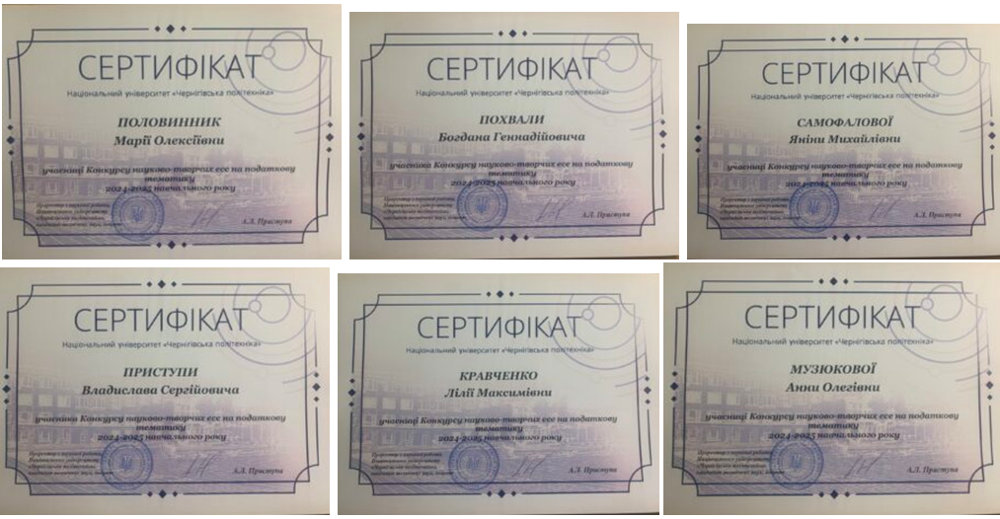 СЕРТИФІКАТ
Національний університет «Чернігівська політехніка»
ПОЛОВИННИК
Марії Олексіївни
учасниці Конкурсу науково-творчих есе на податкову
тематику
2024-2025 навчального року
А.Л. Приступа
СЕРТИФІКАТ
Національний університет «Чернігівська політехніка»
ПОХВАЛИ
Богдана Геннадійовича
учасника Конкурсу науково-творчих есе на податкову
тематику
2024-2025 навчального року
А.Л. Приступа
СЕРТИФІКАТ
Національний університет «Чернігівська політехніка»
САМОФАЛОВОЇ
Яніни Михайлівни
учасниці Конкурсу науково-творчих есе на податкову
тематику
2024-2025 навчального року
А.Л. Приступа
СЕРТИФІКАТ
Національний університет «Чернігівська політехніка»
ПРИСТУПИ
Владислава Сергійовича
учасника Конкурсу науково-творчих есе на податкову
тематику
2024-2025 навчального року
А.Л. Приступа
СЕРТИФІКАТ
Національний університет «Чернігівська політехніка»
КРАВЧЕНКО
Лілії Максимівни
учасниці Конкурсу науково-творчих есе на податкову
тематику
2024-2025 навчального року
А.Л. Приступа
СЕРТИФІКАТ
Національний університет «Чернігівська політехніка»
МУЗЮКОВОЇ
Анни Олегівни
учасниці Конкурсу науково-творчих есе на податкову
тематику
2024-2025 навчального року
А.Л. Приступа